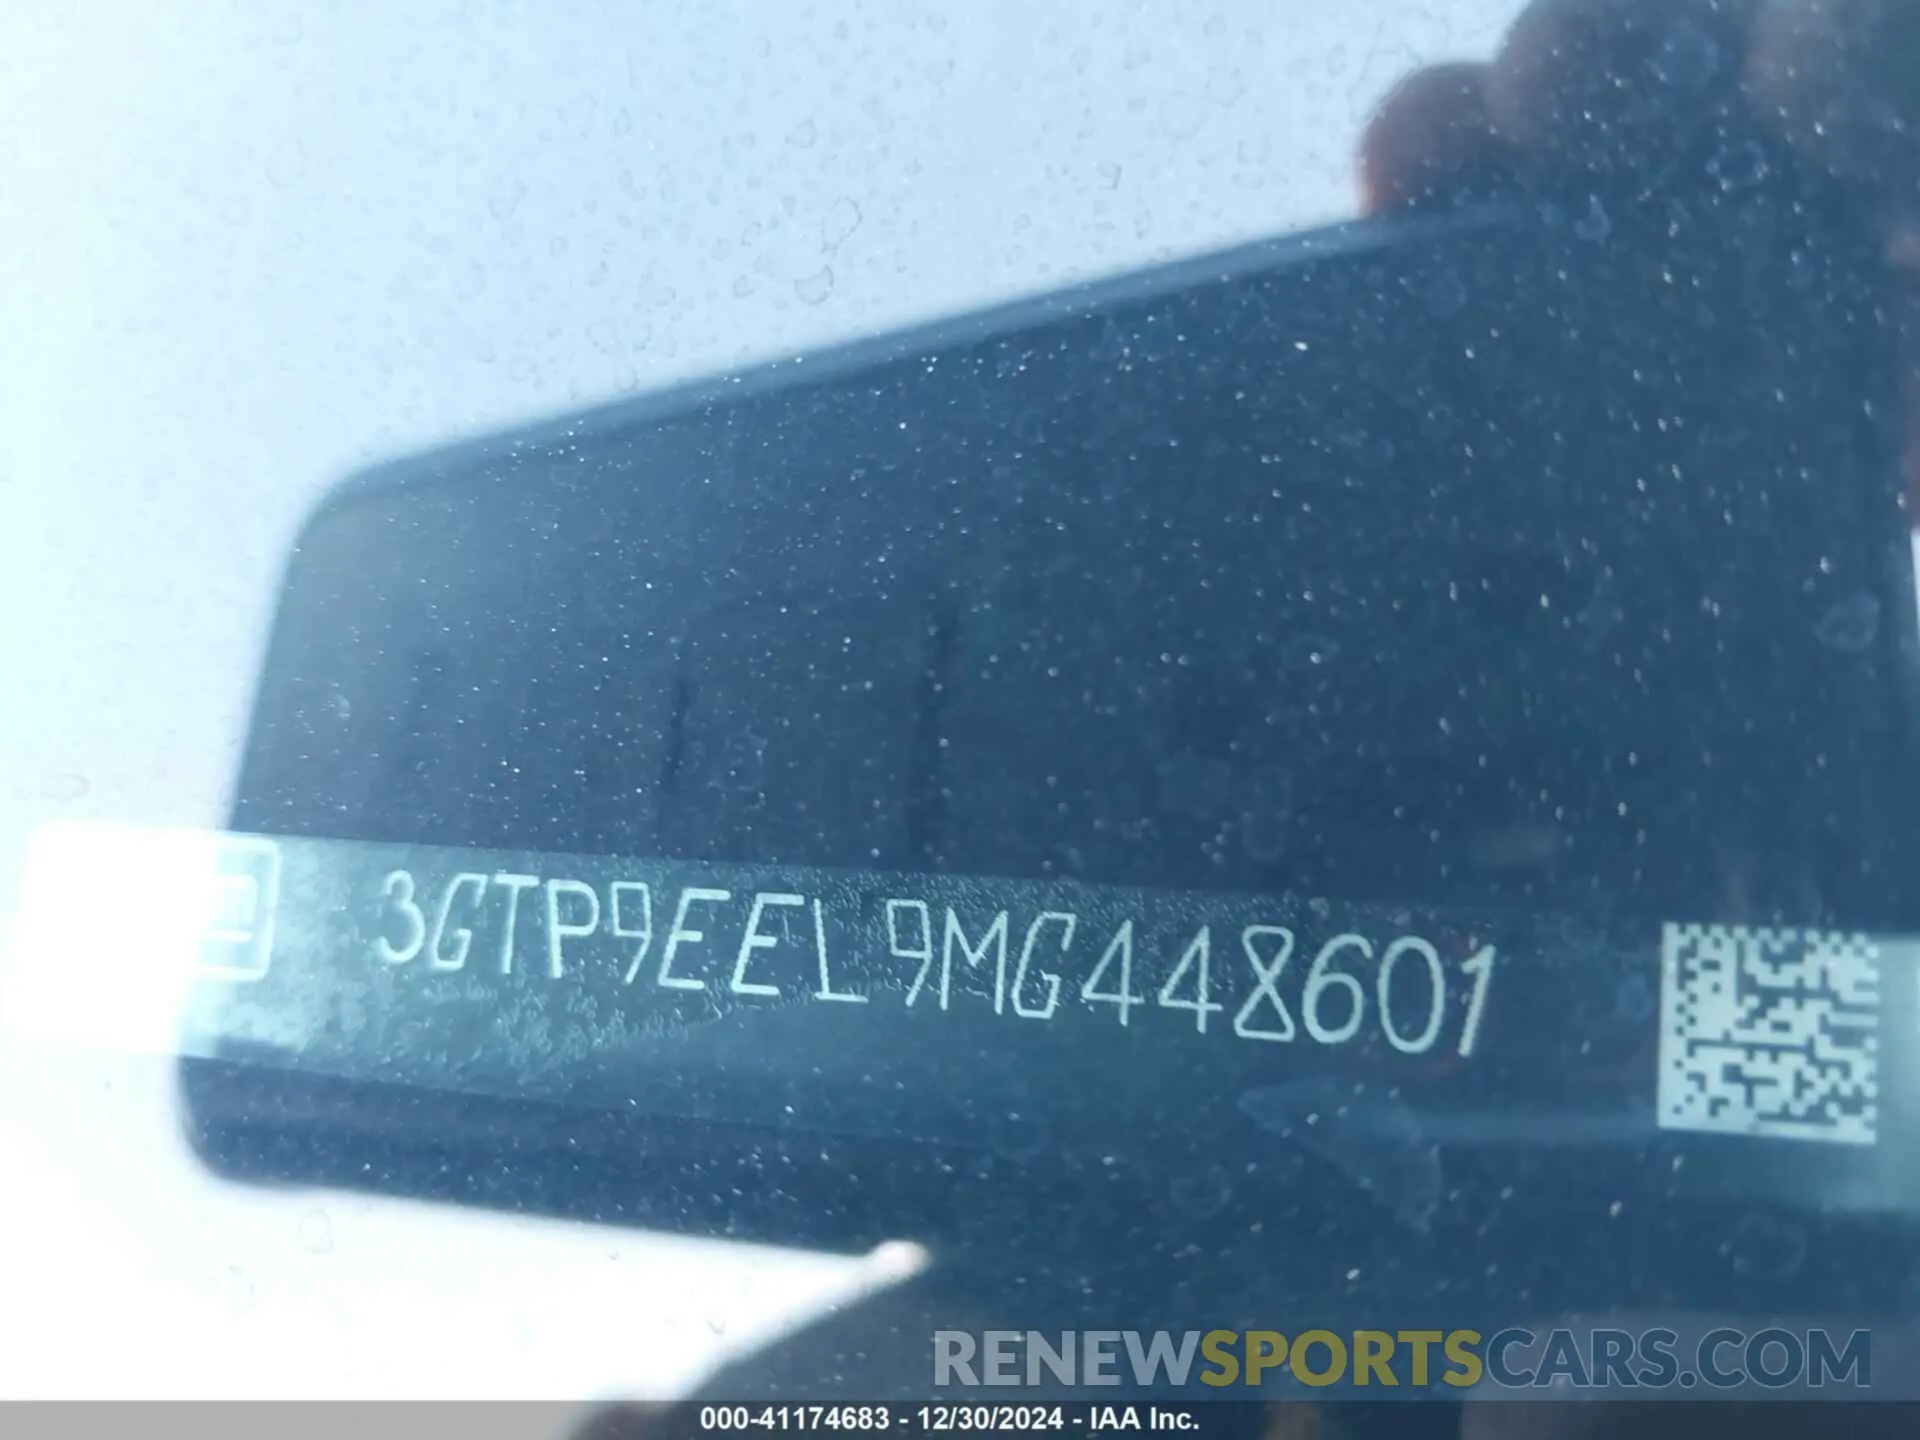 3GTP9EEL9MG448601
RENEWSPORTSCARS.COM
000-41174683 - 12/30/2024 - IAA Inc.